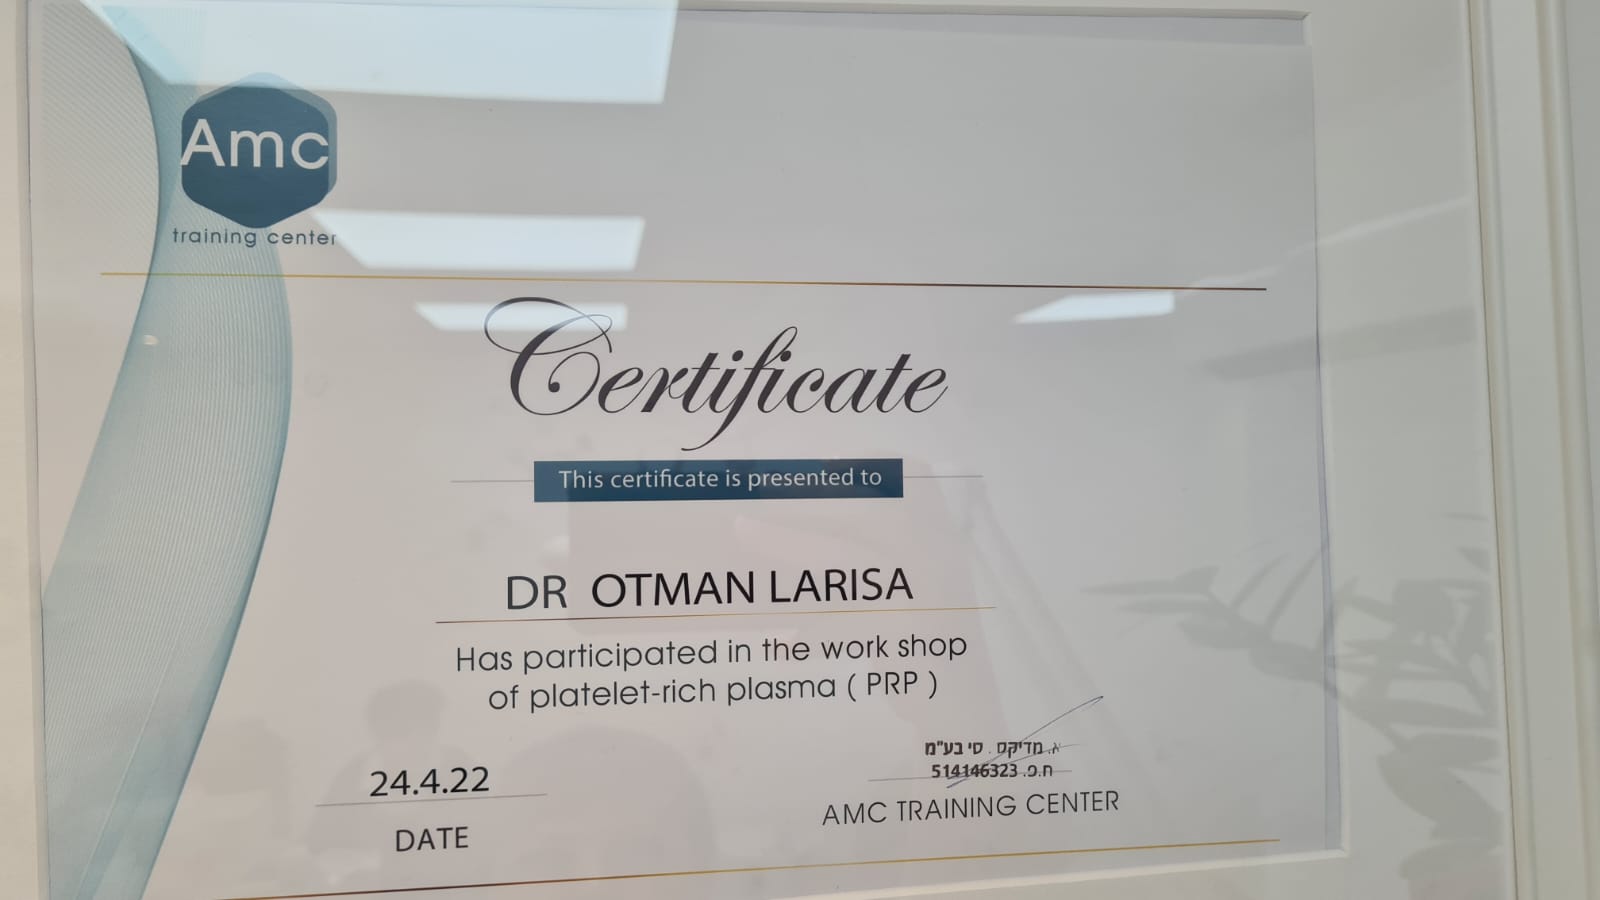 Amc
training center
Certificate
This certificate is presented to
DR OTMAN LARISA
Has participated in the work shop
of platelet-rich plasma ( PRP )
24.4.22
DATE
א. מדיקס . סי בע"מ
ח.פ. 514146323
AMC TRAINING CENTER